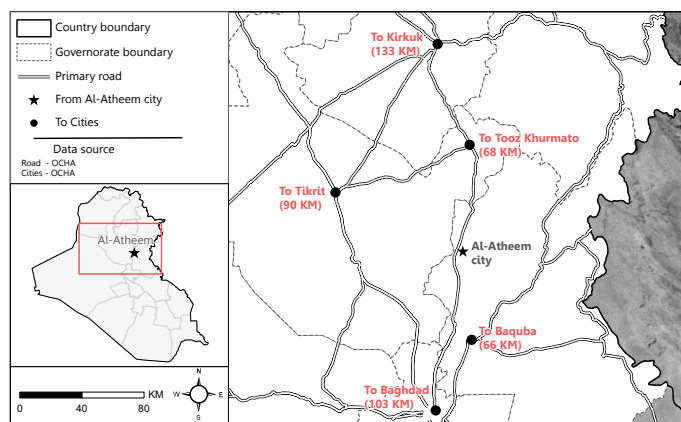 Country boundary
Governorate boundary
Primary road
From Al-Atheem city
To Cities
Data source
Road - OCHA
Cities - OCHA
Al-Atheem
KM
0 40 80
N
W E
S
To Kirkuk
(133 KM)
To Tooz Khurmato
(68 KM)
To Tikrit
(90 KM)
Al-Atheem
city
To Baquba
(66 KM)
To Baghdad
(103 KM)